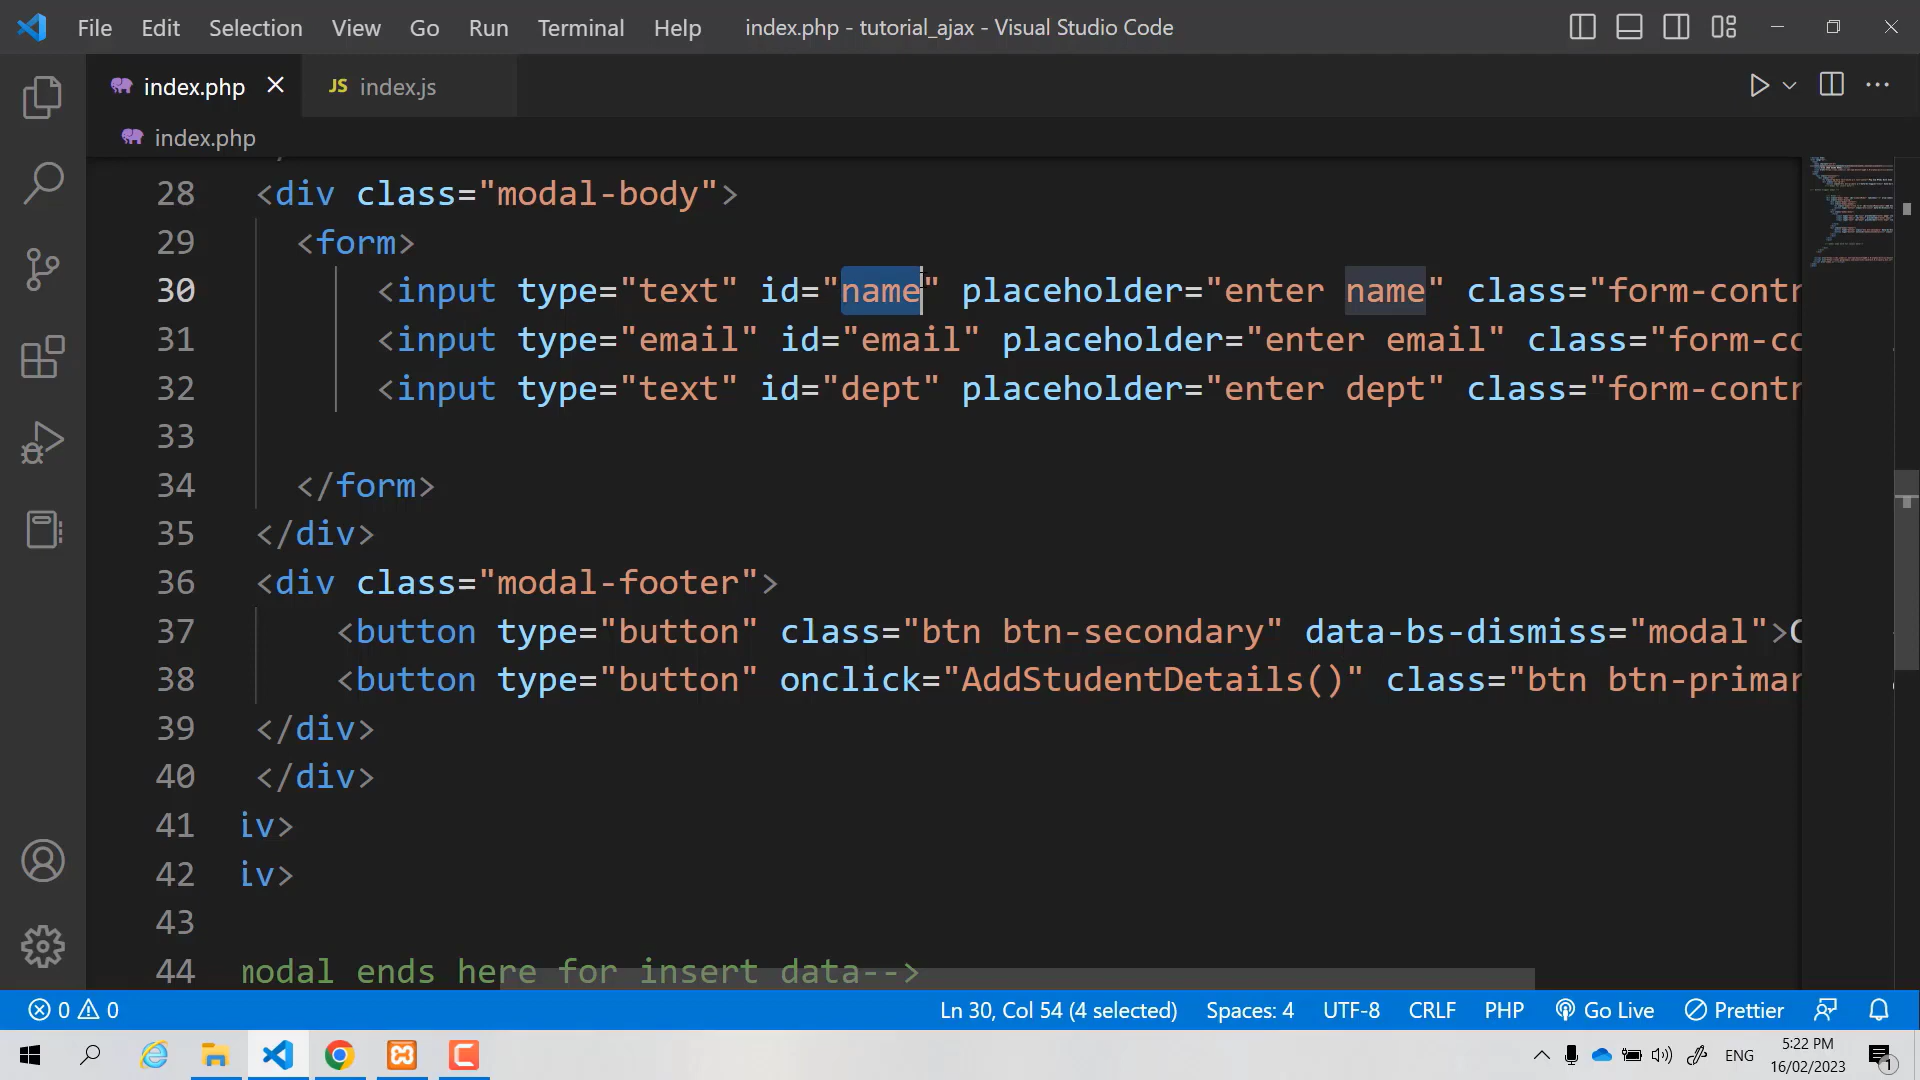 File Edit Selection View Go Run Terminal Help index.php - tutorial_ajax - Visual Studio Code
index.php JS index.js
index.php
28 <div class="modal-body">
29 <form>
30 <input type="text" id="name" placeholder="enter name" class="form-contr
31 <input type="email" id="email" placeholder="enter email" class="form-co
32 <input type="text" id="dept" placeholder="enter dept" class="form-contr
33
34 </form>
35 </div>
36 <div class="modal-footer">
37 <button type="button" class="btn btn-secondary" data-bs-dismiss="modal">C
38 <button type="button" onclick="AddStudentDetails()" class="btn btn-primar
39 </div>
40 </div>
41 iv>
42 iv>
43
44 modal ends here for insert data-->
0 0 Ln 30, Col 54 (4 selected) Spaces: 4 UTF-8 CRLF PHP Go Live Prettier
ENG 5:22 PM
16/02/2023 1